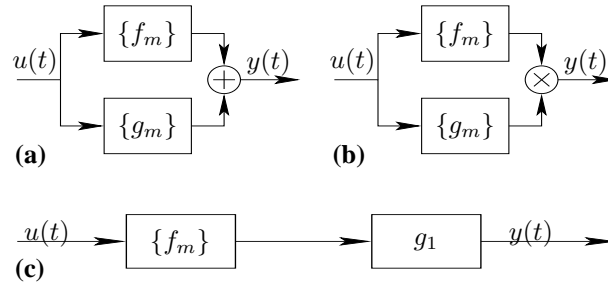 {f_m} {f_m}
u(t) + y(t) u(t) × y(t)
{g_m} {g_m}
(a) (b)
u(t) {f_m} g_1 y(t)
(c)